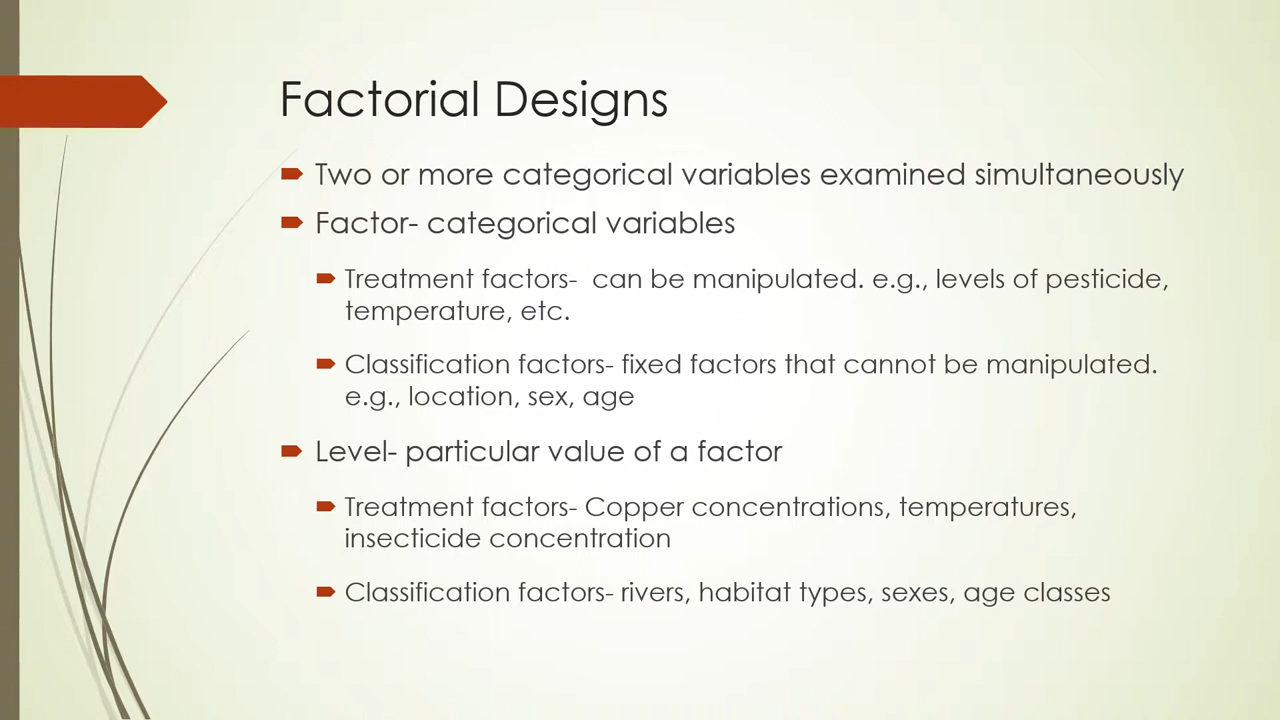 Factorial Designs
Two or more categorical variables examined simultaneously
Factor- categorical variables
Treatment factors-  can be manipulated. e.g., levels of pesticide,
temperature, etc.
Classification factors- fixed factors that cannot be manipulated.
e.g., location, sex, age
Level- particular value of a factor
Treatment factors- Copper concentrations, temperatures,
insecticide concentration
Classification factors- rivers, habitat types, sexes, age classes